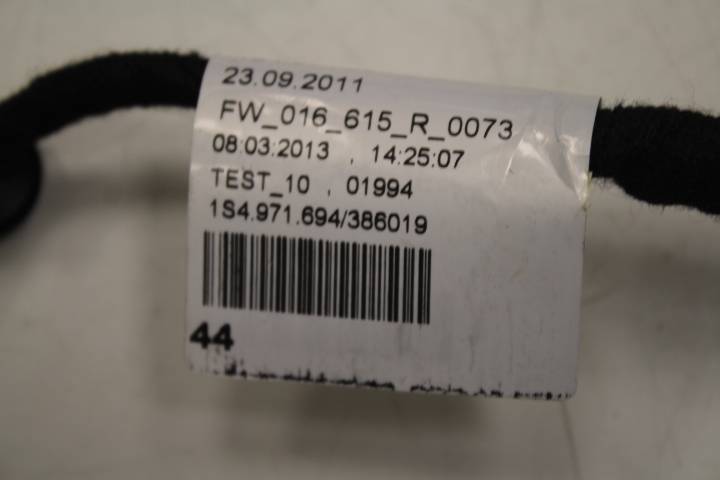 23.09.2011
FW_016_615_R_0073
08:03:2013 , 14:25:07
TEST_10 , 01994
1S4.971.694/386019
44